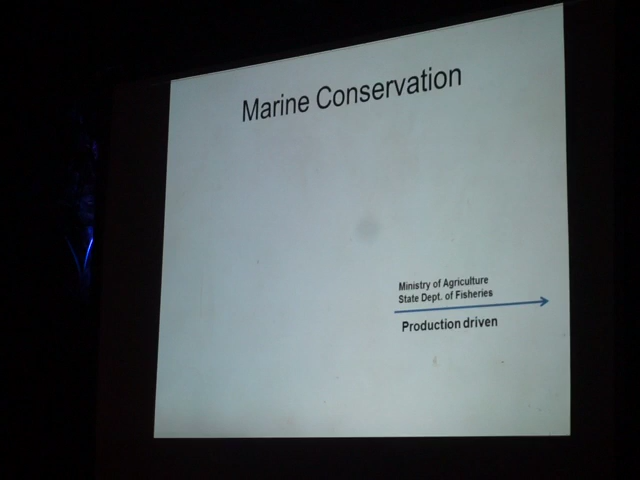 Marine Conservation
Ministry of Agriculture
State Dept. of Fisheries
Production driven